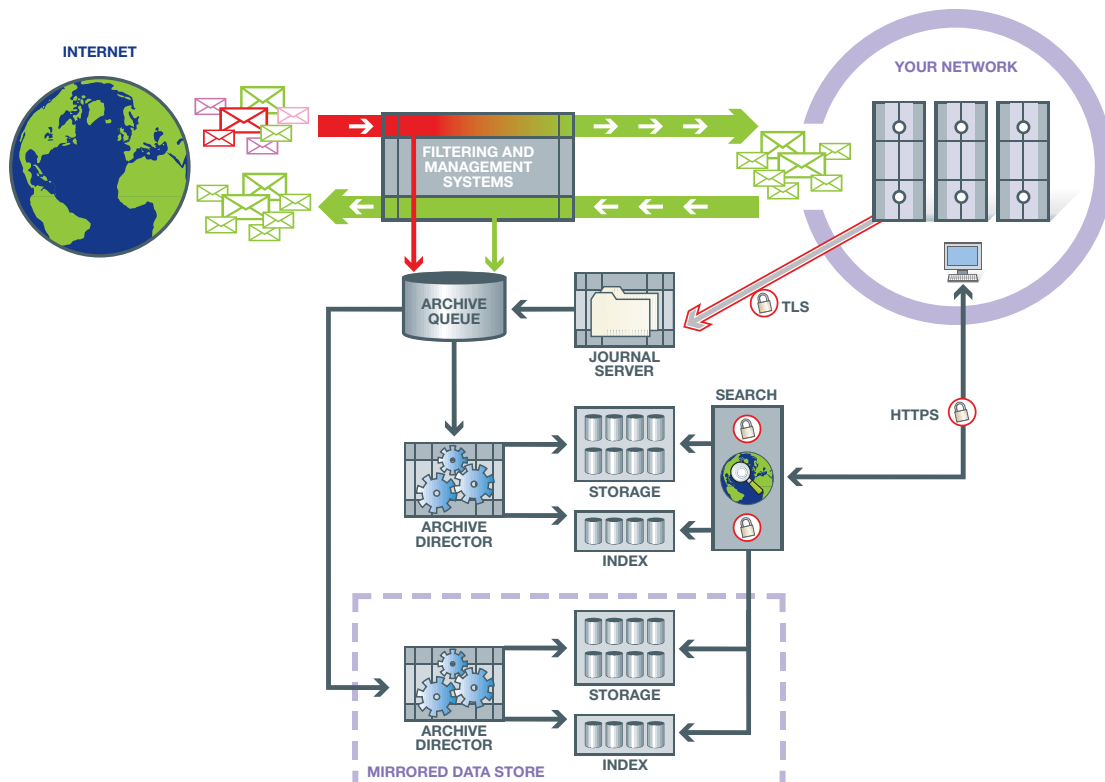 INTERNET
YOUR NETWORK
FILTERING AND
MANAGEMENT
SYSTEMS
ARCHIVE
QUEUE
TLS
JOURNAL
SERVER
SEARCH
HTTPS
STORAGE
ARCHIVE
DIRECTOR
INDEX
STORAGE
ARCHIVE
DIRECTOR
INDEX
MIRRORED DATA STORE